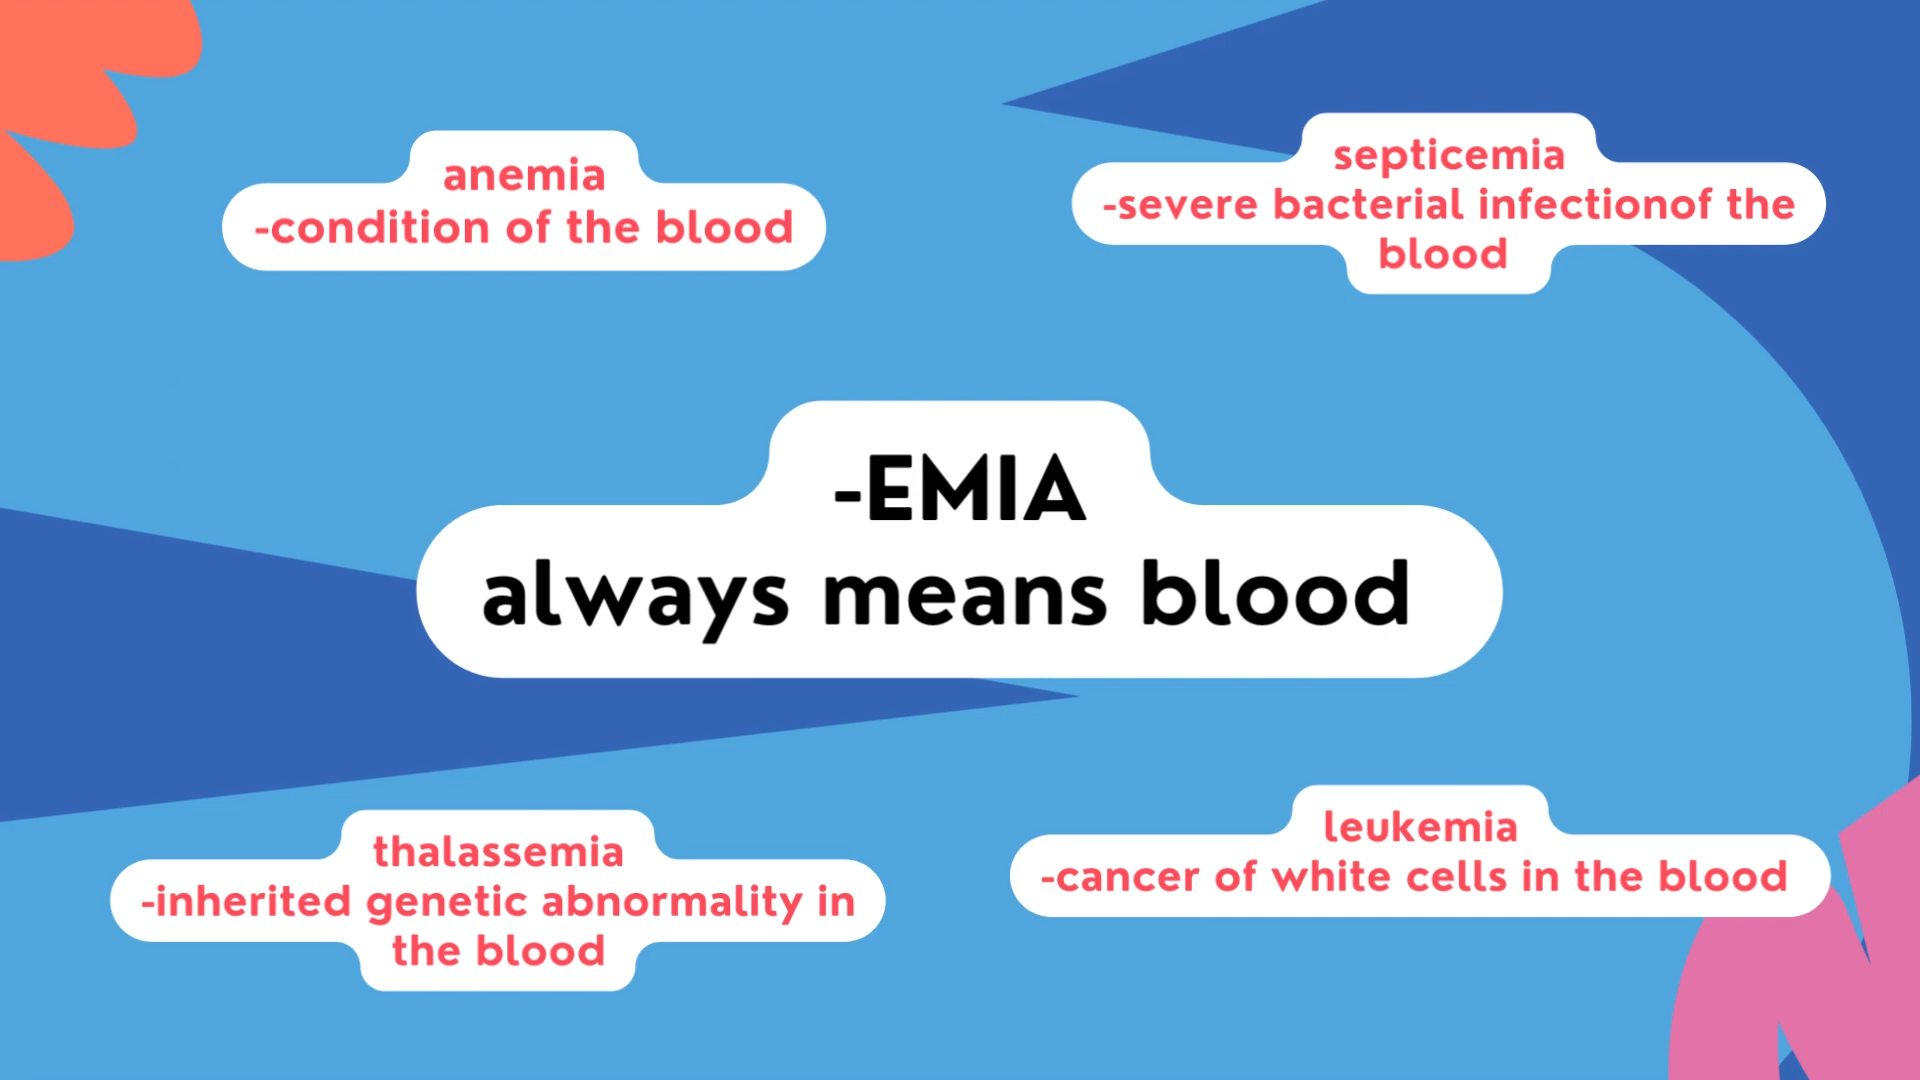 anemia
-condition of the blood
septicemia
-severe bacterial infectionof the
blood
-EMIA
always means blood
thalassemia
-inherited genetic abnormality in
the blood
leukemia
-cancer of white cells in the blood